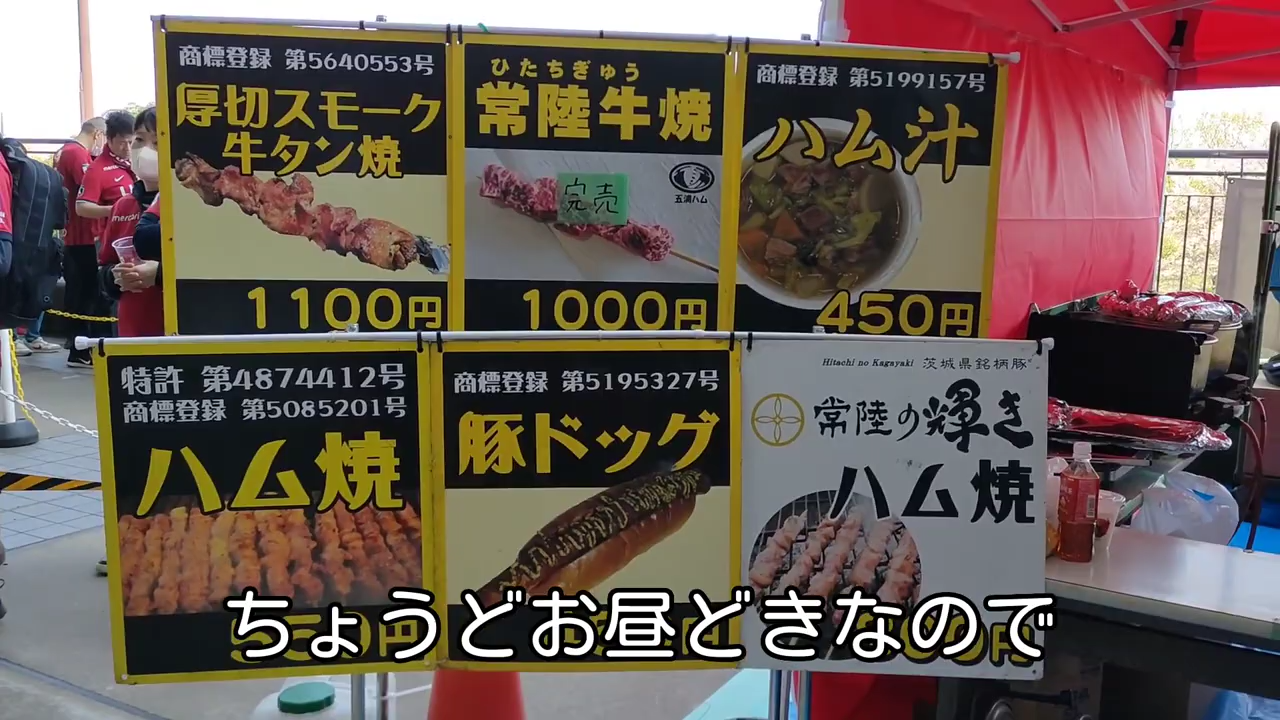 商標登録 第5640553号
厚切スモーク
牛タン焼
1100円
ひたちぎゅう
常陸牛焼
完売
五浦ハム
1000円
商標登録 第5199157号
ハム汁
450円
特許 第4874412号
商標登録 第5085201号
ハム焼
商標登録 第5195327号
豚ドッグ
Hitachi no Kagayaki 茨城県銘柄豚
常陸の輝き
ハム焼
ちょうどお昼どきなので